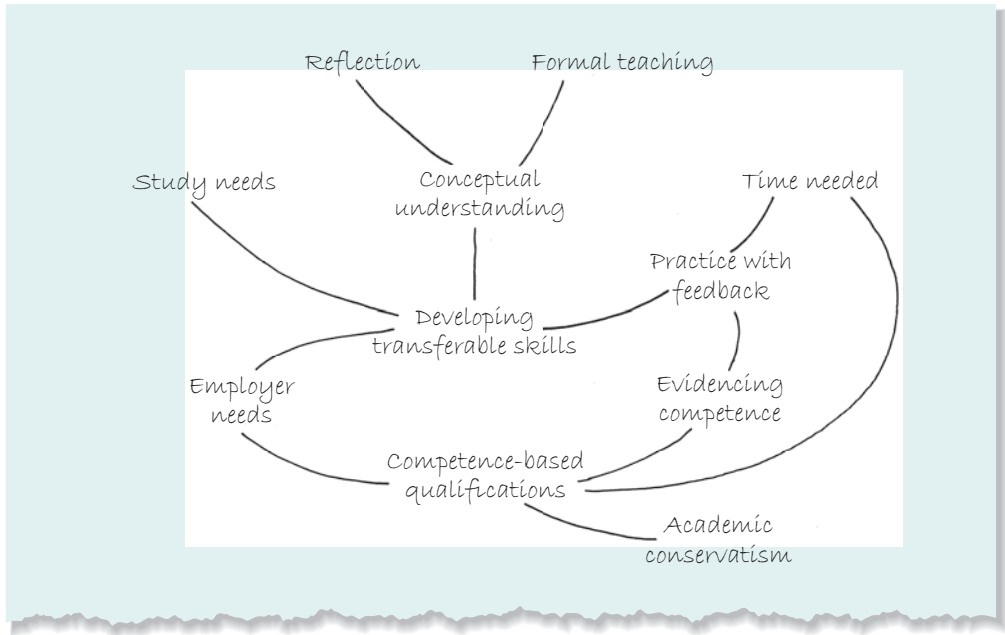 Reflection
Formal teaching
Study needs
Conceptual
understanding
Time needed
Practice with
feedback
Developing
transferable skills
Employer
needs
Evidencing
competence
Competence-based
qualifications
Academic
conservatism